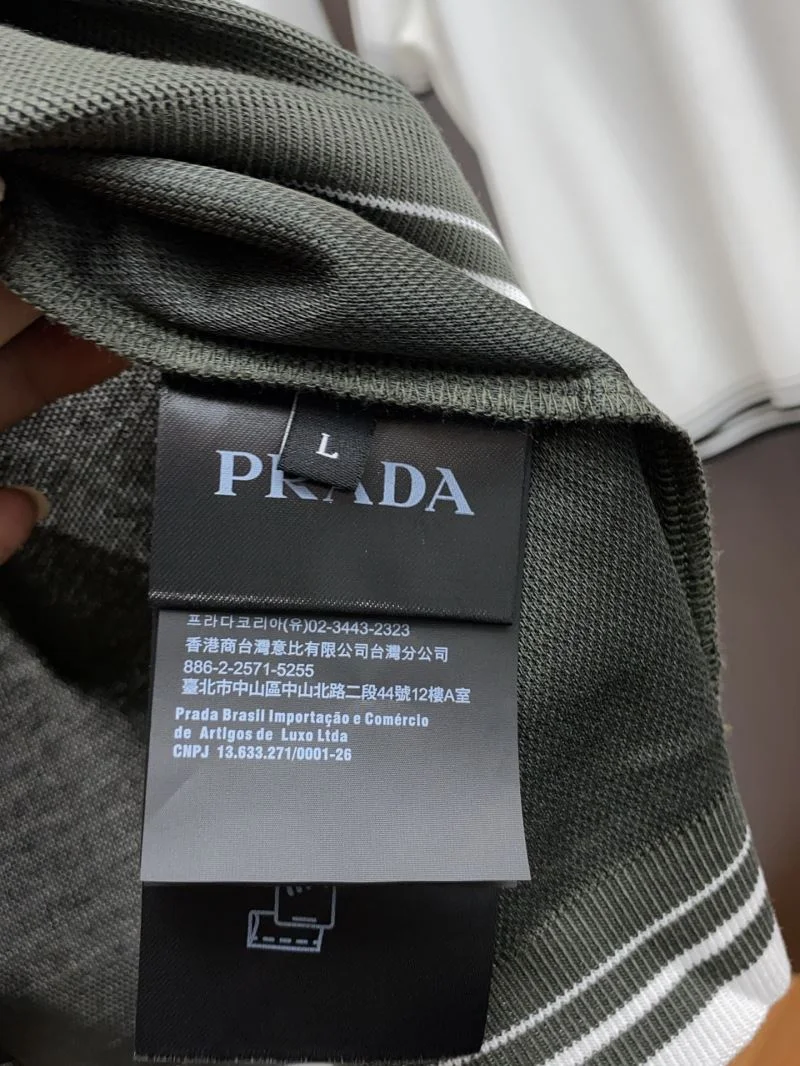 L
PRADA
프라다코리아(유)02-3443-2323
香港商台灣意比有限公司台灣分公司
886-2-2571-5255
臺北市中山區中山北路二段44號12樓A室
Prada Brasil Importação e Comércio
de Artigos de Luxo Ltda
CNPJ 13.633.271/0001-26